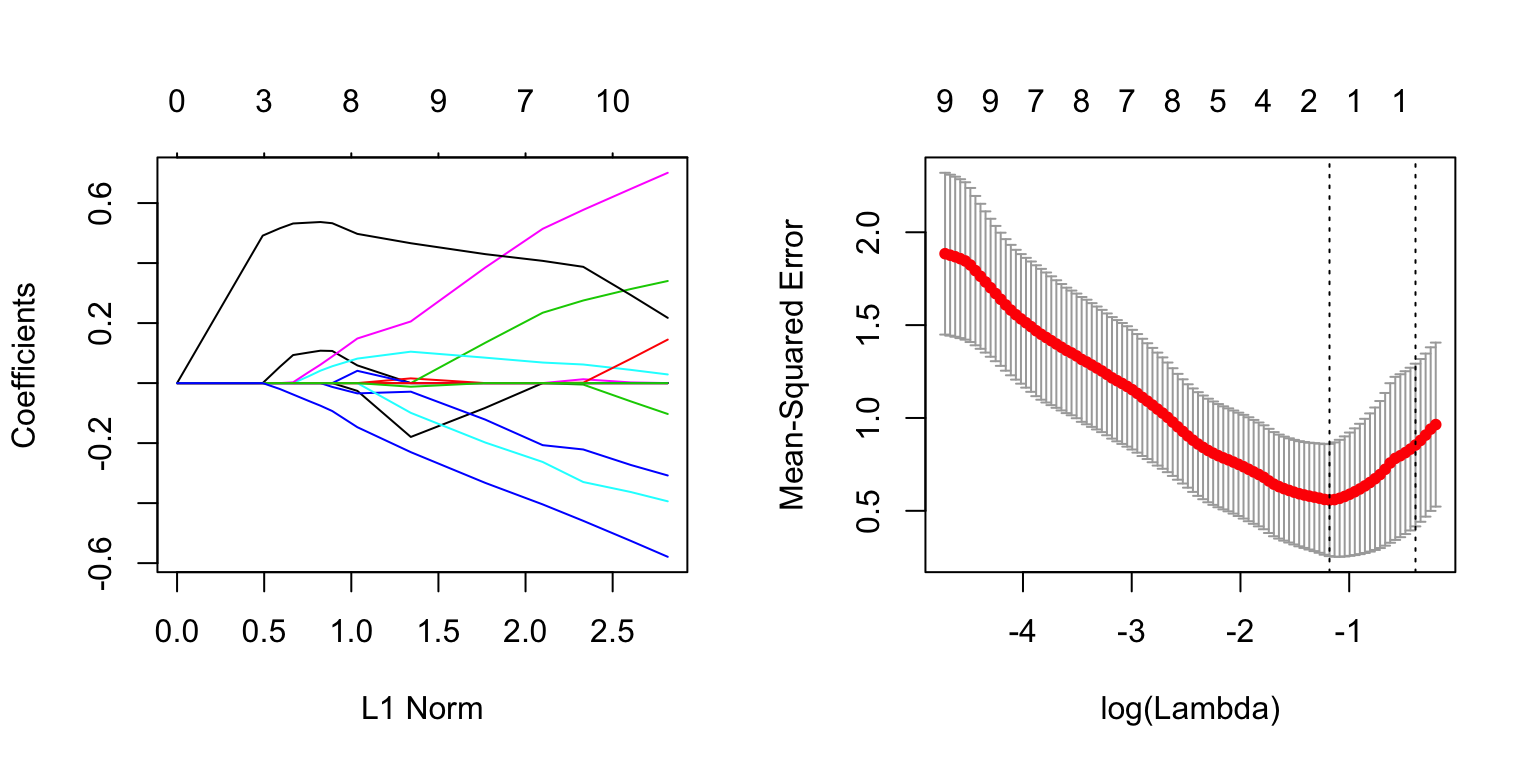 0 3 8 9 7 10
Coefficients
0.6
0.2
-0.2
-0.6
0.0 0.5 1.0 1.5 2.0 2.5
L1 Norm
9 9 7 8 7 8 5 4 2 1 1
Mean-Squared Error
2.0
1.5
1.0
0.5
-4 -3 -2 -1
log(Lambda)